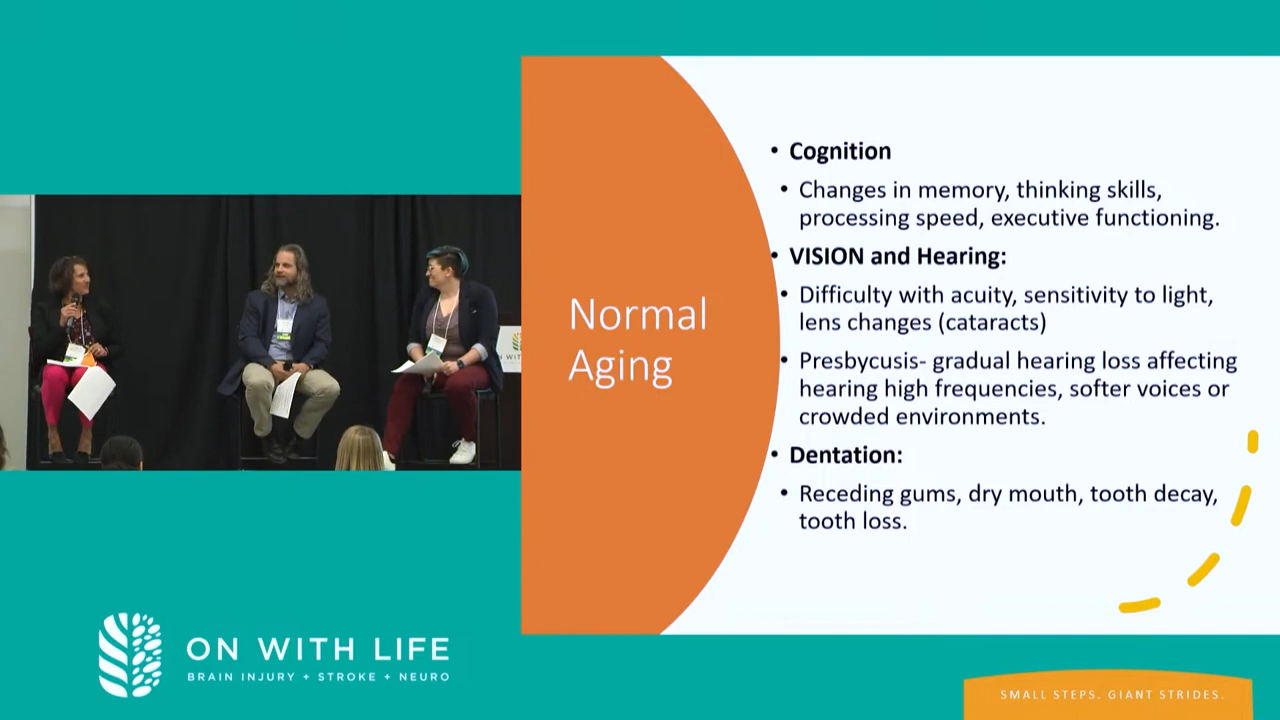 Normal
Aging
• Cognition
• Changes in memory, thinking skills,
processing speed, executive functioning.
• VISION and Hearing:
• Difficulty with acuity, sensitivity to light,
lens changes (cataracts)
• Presbycusis- gradual hearing loss affecting
hearing high frequencies, softer voices or
crowded environments.
• Dentation:
• Receding gums, dry mouth, tooth decay,
tooth loss.
ON WITH LIFE
BRAIN INJURY + STROKE + NEURO
SMALL STEPS. GIANT STRIDES.